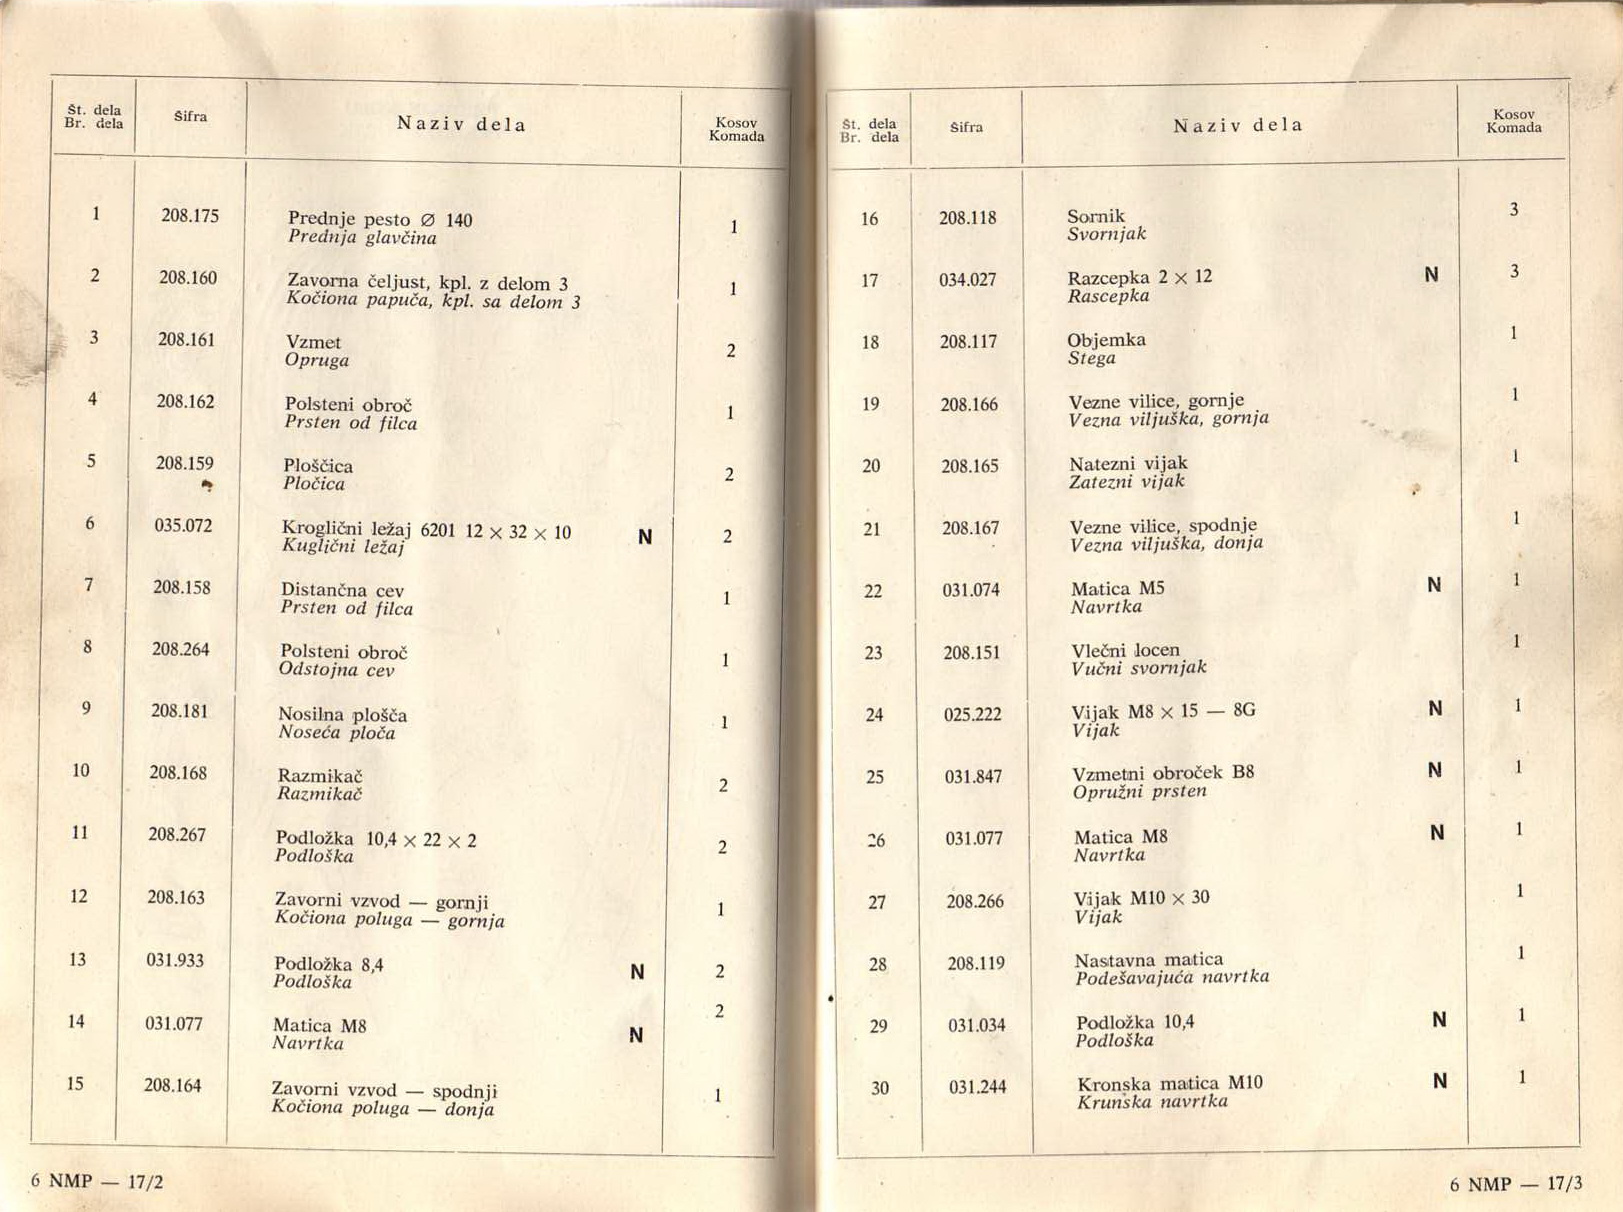 Št. dela
Br. dela
Šifra
Naziv dela
Kosov
Komada
1 208.175 Prednje pesto Ø 140 1
Prednja glavčina
2 208.160 Zavorna čeljust, kpl. z delom 3 1
Kočiona papuča, kpl. sa delom 3
3 208.161 Vzmet 2
Opruga
4 208.162 Polsteni obroč 1
Prsten od filca
5 208.159 Ploščica 2
Pločica
6 035.072 Kroglični ležaj 6201 12 × 32 × 10 N 2
Kuglični ležaj
7 208.158 Distančna cev 1
Prsten od filca
8 208.264 Polsteni obroč 1
Odstojna cev
9 208.181 Nosilna plošča 1
Noseća ploča
10 208.168 Razmikač 2
Razmikač
11 208.267 Podložka 10,4 × 22 × 2 2
Podloška
12 208.163 Zavorni vzvod — gornji 1
Kočiona poluga — gornja
13 031.933 Podložka 8,4 N 2
Podloška
14 031.077 Matica M8 N 2
Navrtka
15 208.164 Zavorni vzvod — spodnji 1
Kočiona poluga — donja
6 NMP — 17/2
Št. dela
Br. dela
Šifra
Naziv dela
Kosov
Komada
16 208.118 Sornik 3
Svornjak
17 034.027 Razcepka 2 × 12 N 3
Rascepka
18 208.117 Objemka 1
Stega
19 208.166 Vezne vilice, gornje 1
Vezna viljuška, gornja
20 208.165 Natezni vijak 1
Zatezni vijak
21 208.167 Vezne vilice, spodnje 1
Vezna viljuška, donja
22 031.074 Matica M5 N 1
Navrtka
23 208.151 Vlečni locen 1
Vučni svornjak
24 025.222 Vijak M8 × 15 — 8G N 1
Vijak
25 031.847 Vzmetni obroček B8 N 1
Opružni prsten
26 031.077 Matica M8 N 1
Navrtka
27 208.266 Vijak M10 × 30 1
Vijak
28 208.119 Nastavna matica 1
Podešavajuća navrtka
29 031.034 Podložka 10,4 N 1
Podloška
30 031.244 Kronska matica M10 N 1
Krunska navrtka
6 NMP — 17/3